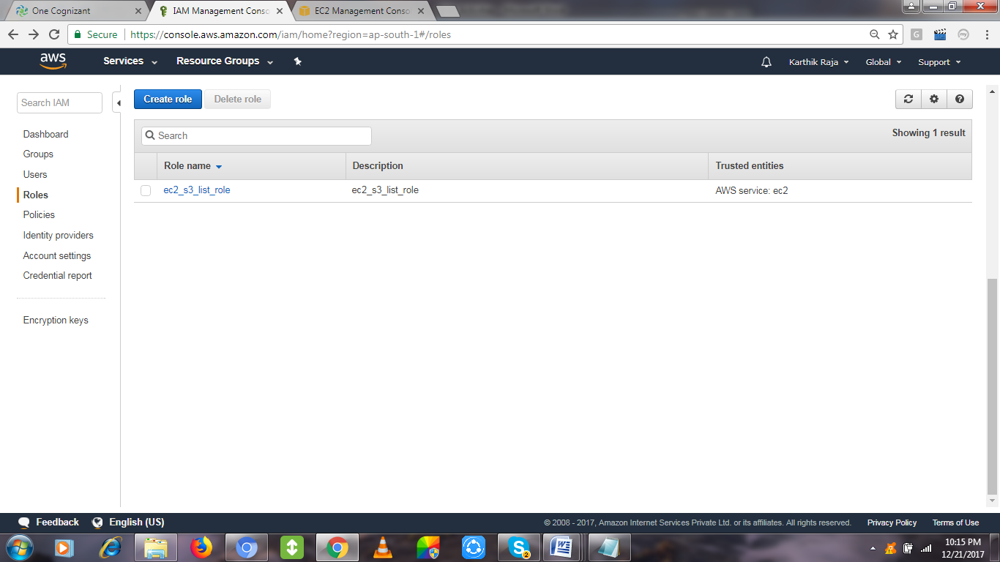 One Cognizant
IAM Management Conso
EC2 Management Conso
Secure
https://console.aws.amazon.com/iam/home?region=ap-south-1#/roles
G
my
aws
Services
Resource Groups
Karthik Raja
Global
Support
Search IAM
Dashboard
Groups
Users
Roles
Policies
Identity providers
Account settings
Credential report
Encryption keys
Create role
Delete role
Search
Showing 1 result
Role name
Description
Trusted entities
ec2_s3_list_role
ec2_s3_list_role
AWS service: ec2
Feedback
English (US)
© 2008 - 2017, Amazon Internet Services Private Ltd. or its affiliates. All rights reserved.
Privacy Policy
Terms of Use
S
2
W
10:15 PM
12/21/2017